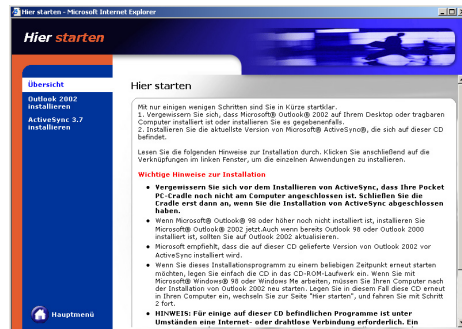 Hier starten - Microsoft Internet Explorer
Hier starten
Übersicht
Outlook 2002
installieren
ActiveSync 3.7
installieren
Hauptmenü
Hier starten
Mit nur einigen wenigen Schritten sind Sie in Kürze startklar.
1. Vergewissern Sie sich, dass Microsoft® Outlook® 2002 auf Ihrem Desktop oder tragbaren
Computer installiert ist oder installieren Sie es gegebenenfalls.
2. Installieren Sie die aktuellste Version von Microsoft® ActiveSync®, die sich auf dieser CD
befindet.
Lesen Sie die folgenden Hinweise zur Installation durch. Klicken Sie anschließend auf die
Verknüpfungen im linken Fenster, um die einzelnen Anwendungen zu installieren.
Wichtige Hinweise zur Installation
• Vergewissern Sie sich vor dem Installieren von ActiveSync, dass Ihre Pocket
PC-Cradle noch nicht am Computer angeschlossen ist. Schließen Sie die
Cradle erst dann an, wenn Sie die Installation von ActiveSync abgeschlossen
haben.
• Wenn Microsoft® Outlook® 98 oder höher noch nicht installiert ist, installieren Sie
Microsoft® Outlook® 2002 jetzt.Auch wenn bereits Outlook 98 oder Outlook 2000
installiert ist, sollten Sie auf Outlook 2002 aktualisieren.
• Microsoft empfiehlt, dass die auf dieser CD gelieferte Version von Outlook 2002 vor
ActiveSync installiert wird.
• Wenn Sie dieses Installationsprogramm zu einem beliebigen Zeitpunkt erneut starten
möchten, legen Sie einfach die CD in das CD-ROM-Laufwerk ein. Wenn Sie mit
Microsoft® Windows® 98 oder Windows Me arbeiten, müssen Sie Ihren Computer nach
der Installation von Outlook 2002 neu starten. Legen Sie in diesem Fall diese CD erneut
in Ihren Computer ein, wechseln Sie zur Seite "Hier starten", und fahren Sie mit Schritt
2 fort.
• HINWEIS: Für einige auf dieser CD befindlichen Programme ist unter
Umständen eine Internet- oder drahtlose Verbindung erforderlich. Ein